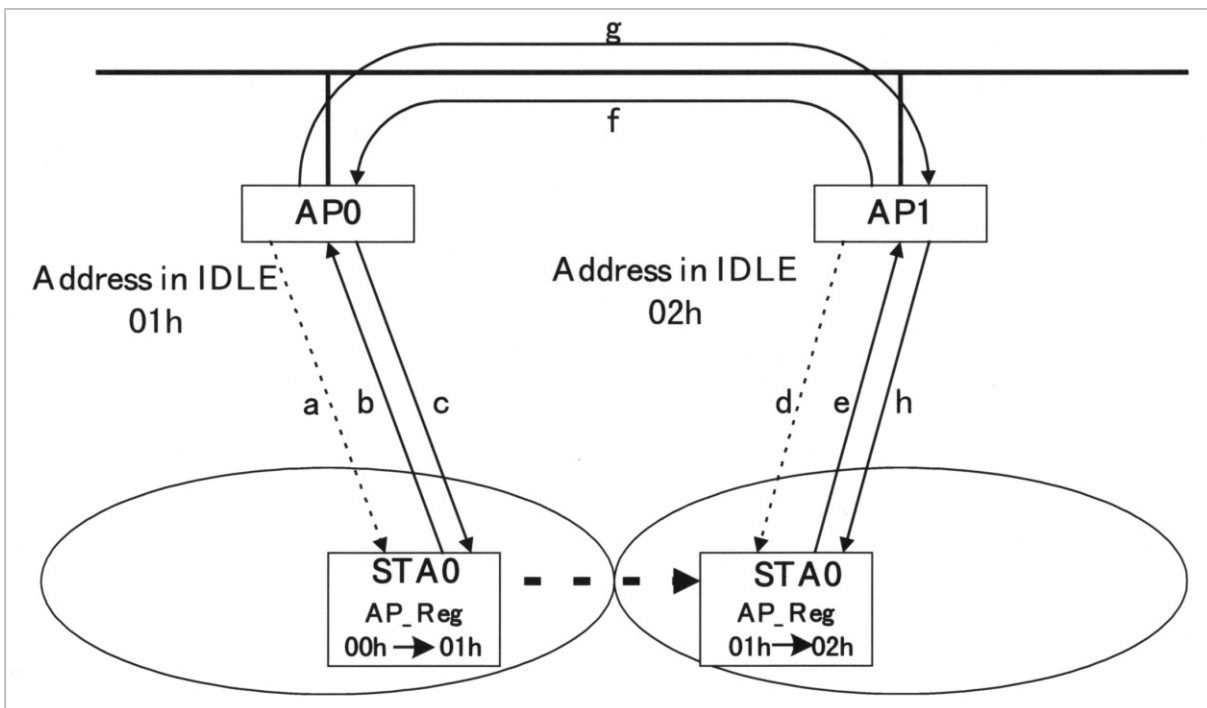 g
f
AP0
AP1
Address in IDLE
01h
Address in IDLE
02h
a
b
c
d
e
h
STA0
AP_Reg
00h → 01h
STA0
AP_Reg
01h → 02h